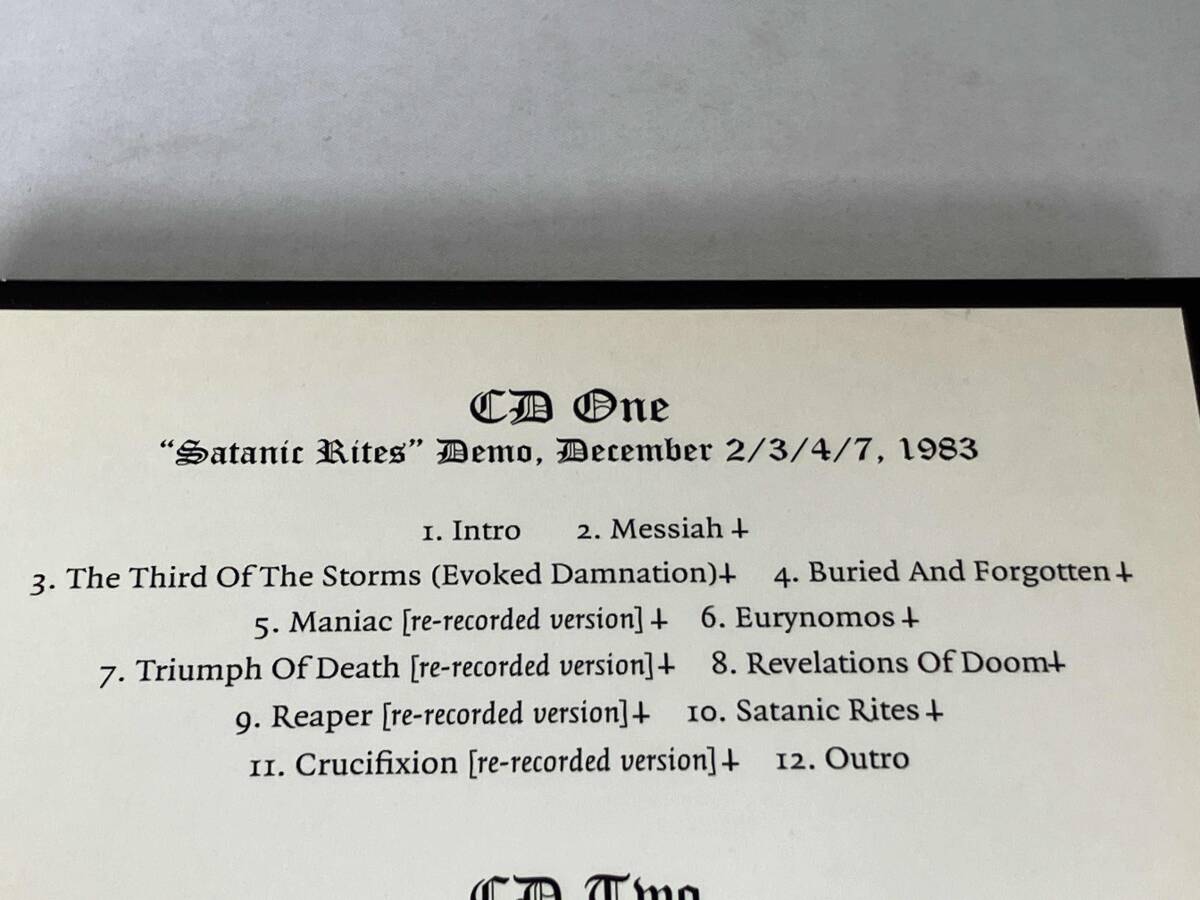 CD One
“Satanic Rites” Demo, December 2/3/4/7, 1983
1. Intro 2. Messiah ⸸
3. The Third Of The Storms (Evoked Damnation)⸸ 4. Buried And Forgotten⸸
5. Maniac [re-recorded version]⸸ 6. Eurynomos⸸
7. Triumph Of Death [re-recorded version]⸸ 8. Revelations Of Doom⸸
9. Reaper [re-recorded version]⸸ 10. Satanic Rites⸸
11. Crucifixion [re-recorded version]⸸ 12. Outro
CD Two